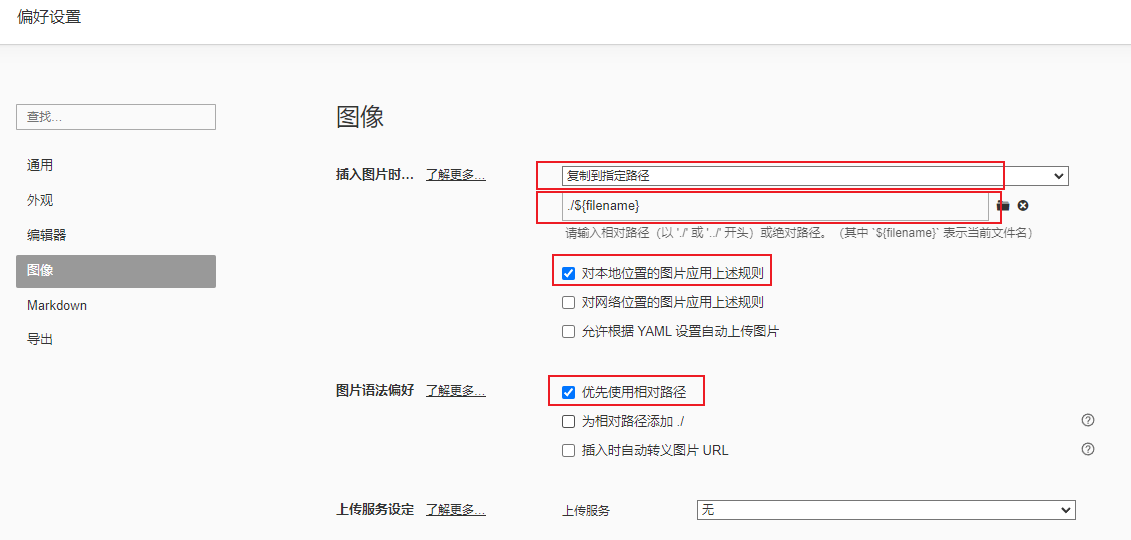 偏好设置
查找...
通用
外观
编辑器
图像
Markdown
导出
图像
插入图片时... 了解更多... 复制到指定路径
./${filename}
请输入相对路径（以 './' 或 '../' 开头）或绝对路径。（其中 `${filename}` 表示当前文件名）
对本地位置的图片应用上述规则
对网络位置的图片应用上述规则
允许根据 YAML 设置自动上传图片
图片语法偏好 了解更多... 优先使用相对路径
为相对路径添加 ./
插入时自动转义图片 URL
上传服务设定 了解更多... 上传服务 无